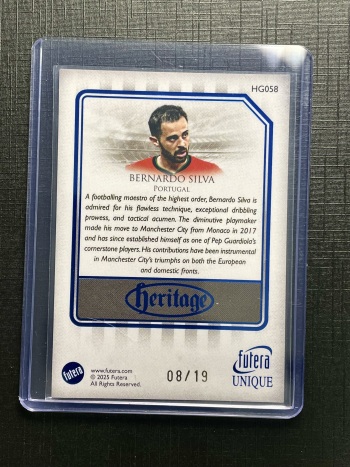 HG058
BERNARDO SILVA
PORTUGAL
A footballing maestro of the highest order, Bernardo Silva is
admired for his flawless technique, exceptional dribbling
prowess, and tactical acumen. The diminutive playmaker
made his move to Manchester City from Monaco in 2017
and has since established himself as one of Pep Guardiola's
cornerstone players. His contributions have been instrumental
in Manchester City's triumphs on both the European
and domestic fronts.
heritage
futera
www.futera.com
© 2025 Futera
All Rights Reserved.
08/19
futera
UNIQUE